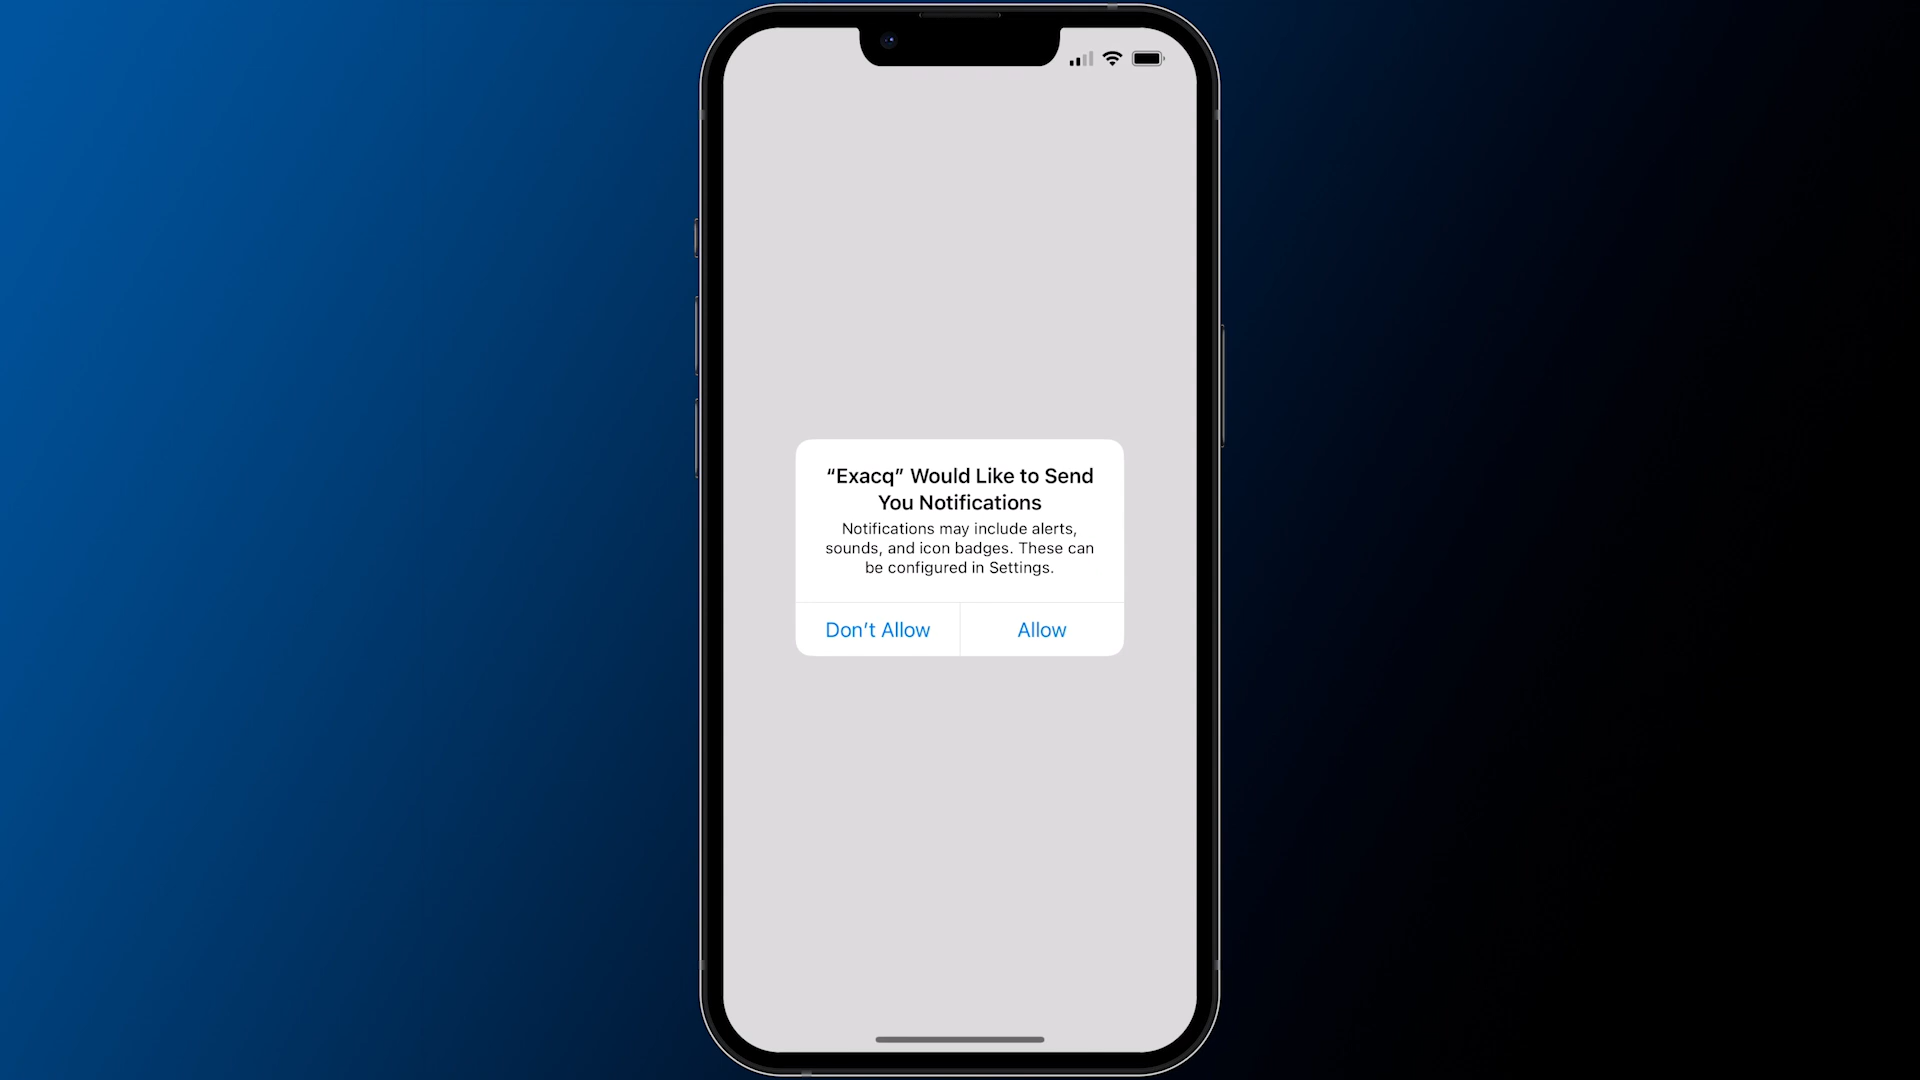 “Exacq” Would Like to Send
You Notifications
Notifications may include alerts,
sounds, and icon badges. These can
be configured in Settings.
Don’t Allow
Allow